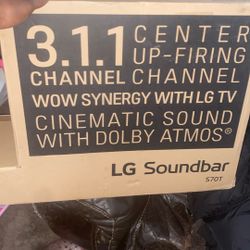 3.1.1 CENTER
UP-FIRING
CHANNEL CHANNEL
WOW SYNERGY WITH LG TV
CINEMATIC SOUND
WITH DOLBY ATMOS®
LG Soundbar
S70T